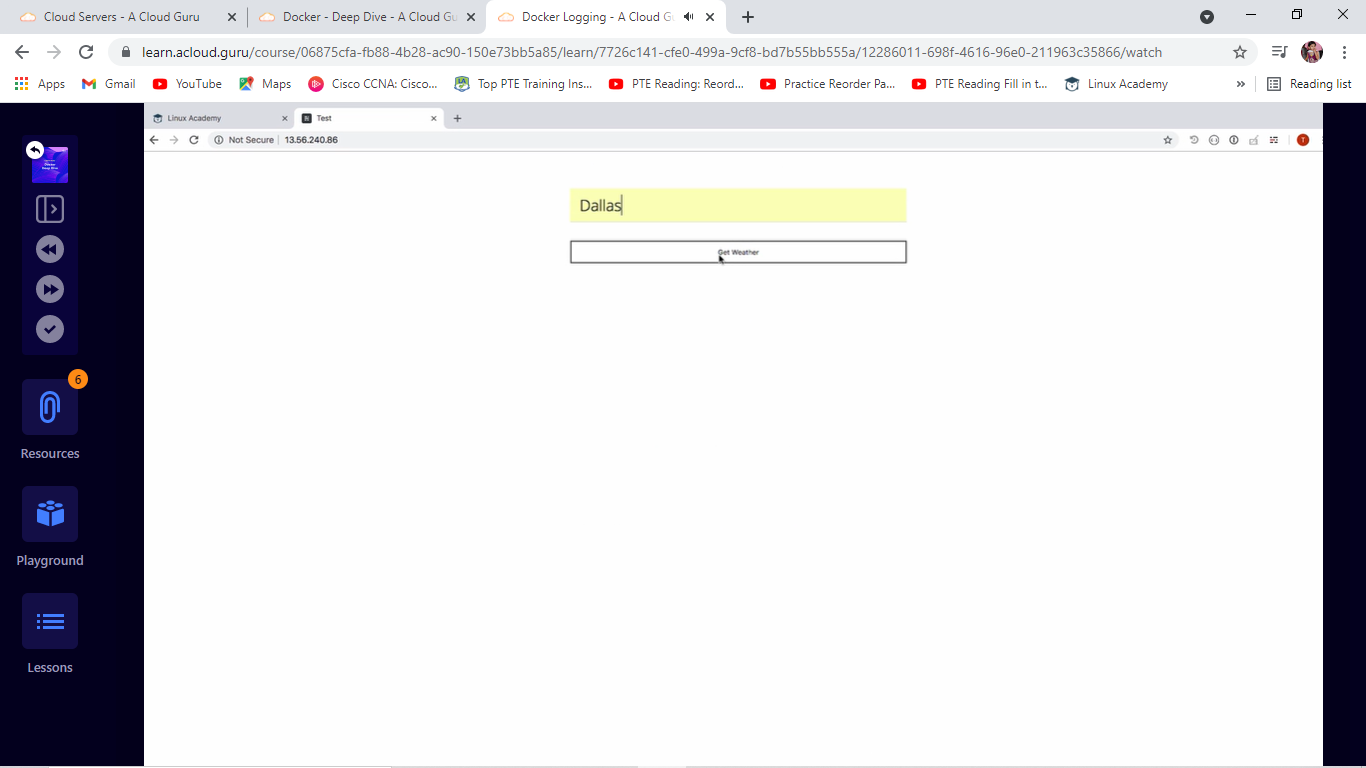 Cloud Servers - A Cloud Guru
Docker - Deep Dive - A Cloud Gu
Docker Logging - A Cloud G
learn.acloud.guru/course/06875cfa-fb88-4b28-ac90-150e73bb5a85/learn/7726c141-cfe0-499a-9cf8-bd7b55bb555a/12286011-698f-4616-96e0-211963c35866/watch
Apps Gmail YouTube Maps Cisco CCNA: Cisco... Top PTE Training Ins... PTE Reading: Reord... Practice Reorder Pa... PTE Reading Fill in t... Linux Academy » Reading list
Linux Academy Test
Not Secure 13.56.240.86 T
Docker
Deep Dive
Dallas
Get Weather
6
Resources
Playground
Lessons